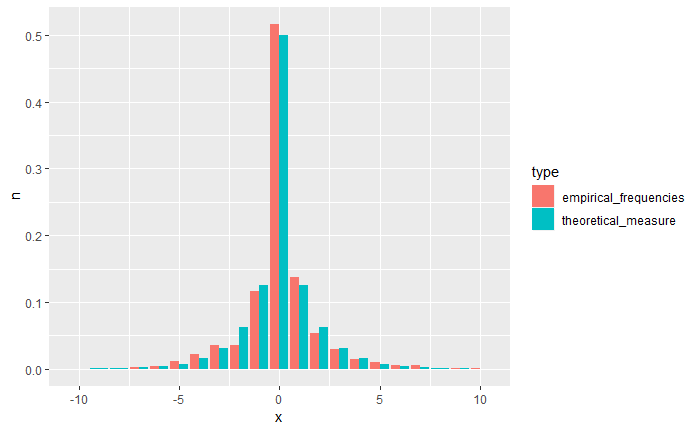 0.5
0.4
0.3
0.2
0.1
0.0
n
-10
-5
0
5
10
x
type
empirical_frequencies
theoretical_measure